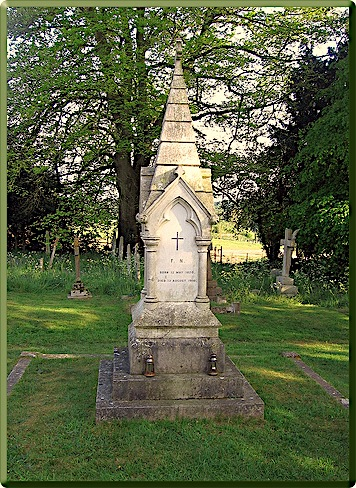 F. N.
BORN 12 MAY 1820.
DIED 13 AUGUST 1910.